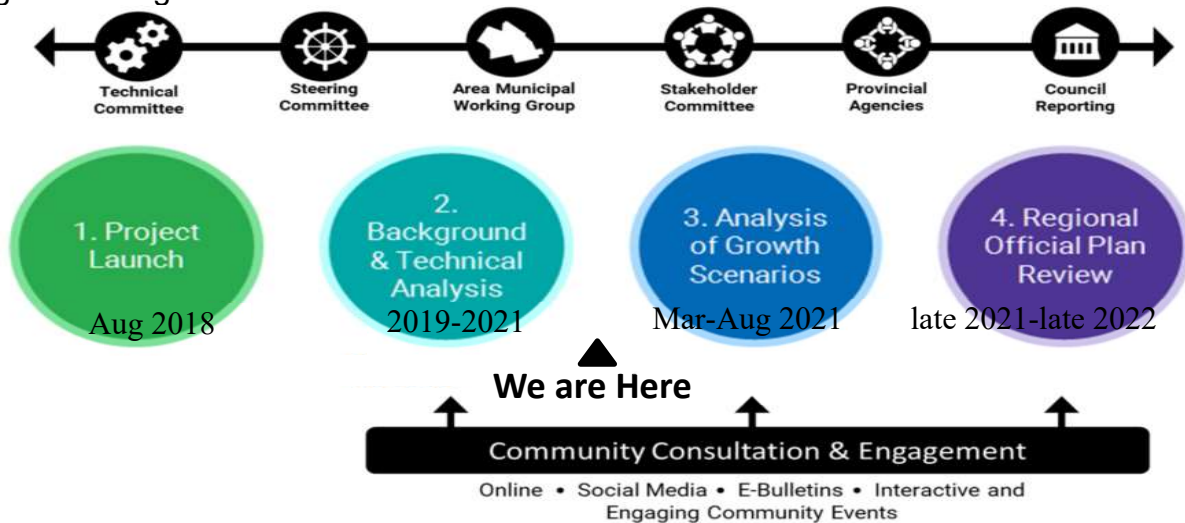 Technical
Committee
Steering
Committee
Area Municipal
Working Group
Stakeholder
Committee
Provincial
Agencies
Council
Reporting
1. Project
Launch
Aug 2018
2.
Background
& Technical
Analysis
2019-2021
3. Analysis
of Growth
Scenarios
Mar-Aug 2021
4. Regional
Official Plan
Review
late 2021-late 2022
We are Here
Community Consultation & Engagement
Online • Social Media • E-Bulletins • Interactive and
Engaging Community Events